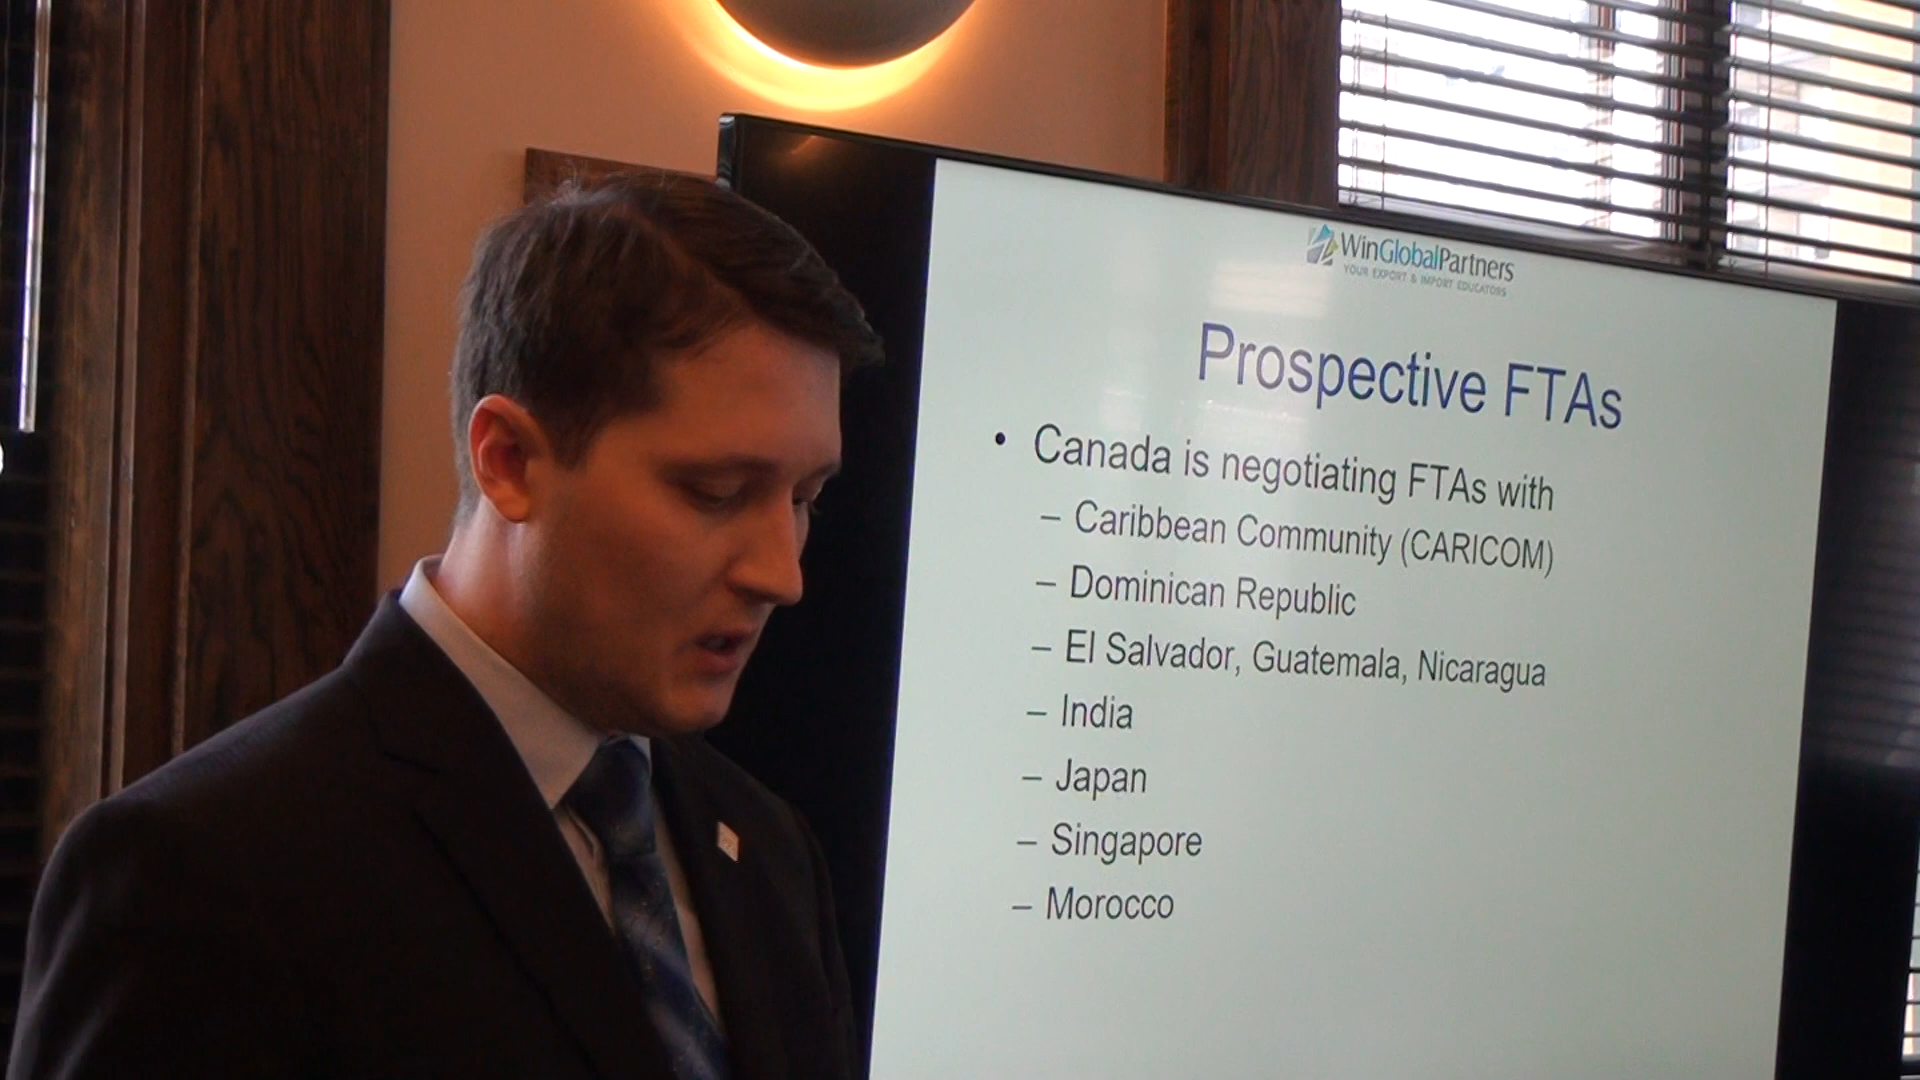 WinGlobalPartners
YOUR EXPORT & IMPORT EDUCATORS
Prospective FTAs
• Canada is negotiating FTAs with
– Caribbean Community (CARICOM)
– Dominican Republic
– El Salvador, Guatemala, Nicaragua
– India
– Japan
– Singapore
– Morocco